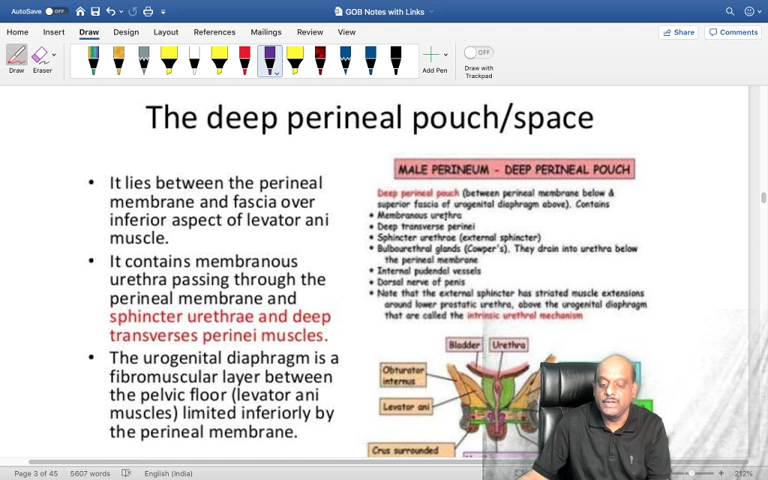 AutoSave OFF
GOB Notes with Links
Home Insert Draw Design Layout References Mailings Review View Share Comments
Draw Eraser Add Pen Draw with Trackpad OFF
The deep perineal pouch/space
• It lies between the perineal
membrane and fascia over
inferior aspect of levator ani
muscle.
• It contains membranous
urethra passing through the
perineal membrane and
sphincter urethrae and deep
transverses perinei muscles.
• The urogenital diaphragm is a
fibromuscular layer between
the pelvic floor (levator ani
muscles) limited inferiorly by
the perineal membrane.
MALE PERINEUM - DEEP PERINEAL POUCH
Deep perineal pouch (between perineal membrane below &
superior fascia of urogenital diaphragm above). Contains
• Membranous urethra
• Deep transverse perinei
• Sphincter urethrae (external sphincter)
• Bulbourethral glands (Cowper's). They drain into urethra below
the perineal membrane
• Internal pudendal vessels
• Dorsal nerve of penis
• Note that the external sphincter has striated muscle extensions
around lower prostatic urethra, above the urogenital diaphragm
that are called the intrinsic urethral mechanism
Bladder Urethra
Obturator
internus
Levator ani
Crus surrounded
Page 3 of 45 5607 words English (India) 212%